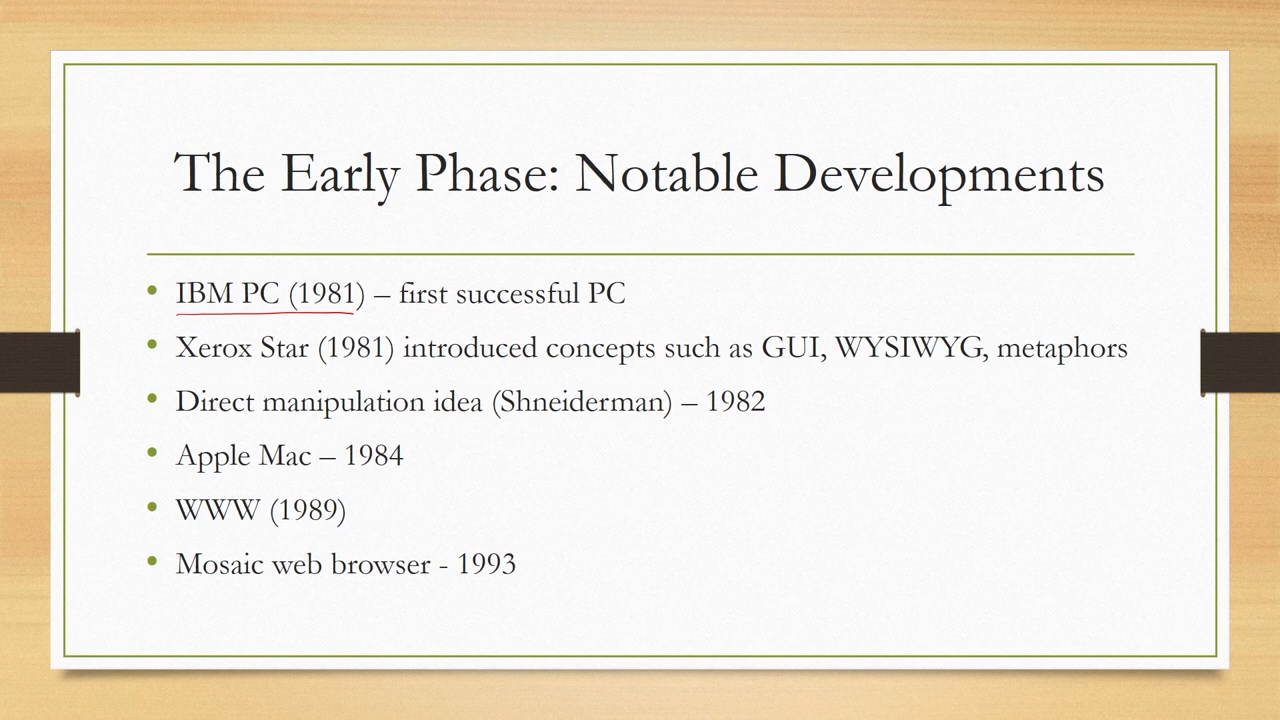 The Early Phase: Notable Developments
• IBM PC (1981) – first successful PC
• Xerox Star (1981) introduced concepts such as GUI, WYSIWYG, metaphors
• Direct manipulation idea (Shneiderman) – 1982
• Apple Mac – 1984
• WWW (1989)
• Mosaic web browser - 1993